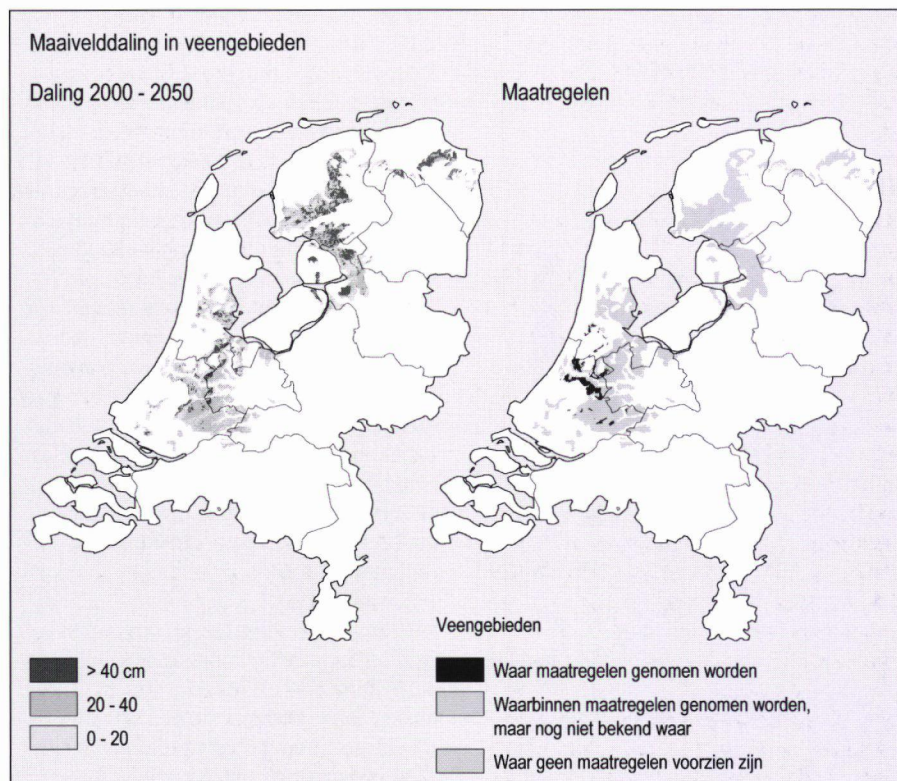 Maaivelddaling in veengebieden
Daling 2000 - 2050
Maatregelen
> 40 cm
20 - 40
0 - 20
Veengebieden
Waar maatregelen genomen worden
Waarbinnen maatregelen genomen worden,
maar nog niet bekend waar
Waar geen maatregelen voorzien zijn